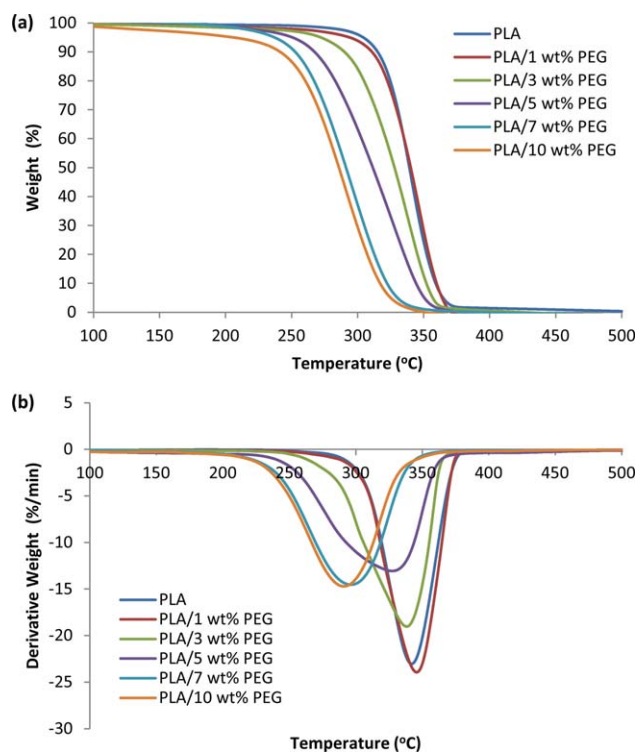 (a)
100
90
80
70
60
50
40
30
20
10
0
Weight (%)
PLA
PLA/1 wt% PEG
PLA/3 wt% PEG
PLA/5 wt% PEG
PLA/7 wt% PEG
PLA/10 wt% PEG
100 150 200 250 300 350 400 450 500
Temperature (°C)
(b)
5
0
-5
-10
-15
-20
-25
-30
Derivative Weight (%/min)
100 150 200 250 300 350 400 450 500
PLA
PLA/1 wt% PEG
PLA/3 wt% PEG
PLA/5 wt% PEG
PLA/7 wt% PEG
PLA/10 wt% PEG
Temperature (°C)